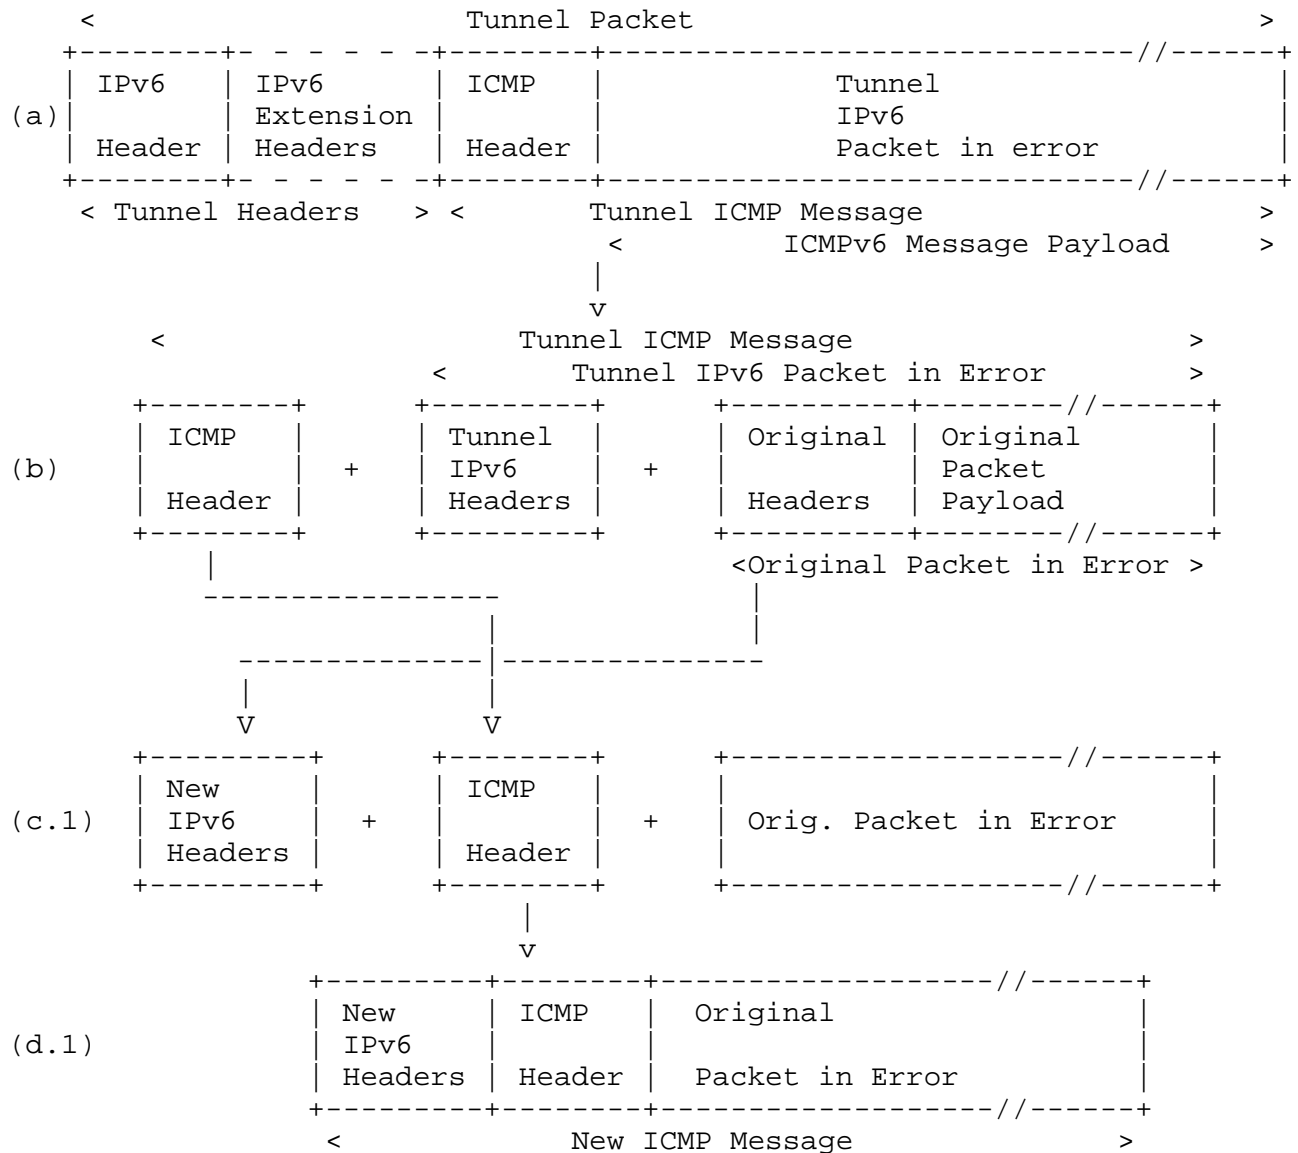 <                    Tunnel Packet                               >
   +--------+- - - - - -+--------+------------------------------//------+
   | IPv6   | IPv6      | ICMP   |             Tunnel                   |
(a)|        | Extension |        |             IPv6                     |
   | Header | Headers   | Header |             Packet in error          |
   +--------+- - - - - -+--------+------------------------------//------+
    < Tunnel Headers   > <       Tunnel ICMP Message                   >
                                  <         ICMPv6 Message Payload     >
                                 |
                                 v
        <                    Tunnel ICMP Message                   >
                        <       Tunnel IPv6 Packet in Error        >
       +--------+      +---------+      +----------+--------//------+
       | ICMP   |      | Tunnel  |      | Original | Original       |
(b)    |        |  +   | IPv6    |  +   |          | Packet         |
       | Header |      | Headers |      | Headers  | Payload        |
       +--------+      +---------+      +----------+--------//------+
           |                             <Original Packet in Error >
           -----------------              |
                           |              |
             --------------|---------------
             |             |
             V             V
       +---------+      +--------+      +-------------------//------+
       | New     |      | ICMP   |      |                           |
(c.1)  | IPv6    |  +   |        |  +   | Orig. Packet in Error     |
       | Headers |      | Header |      |                           |
       +---------+      +--------+      +-------------------//------+
                             |
                             v
                 +---------+--------+-------------------//------+
                 | New     | ICMP   |  Original                 |
(d.1)            | IPv6    |        |                           |
                 | Headers | Header |  Packet in Error          |
                 +---------+--------+-------------------//------+
                  <             New ICMP Message               >